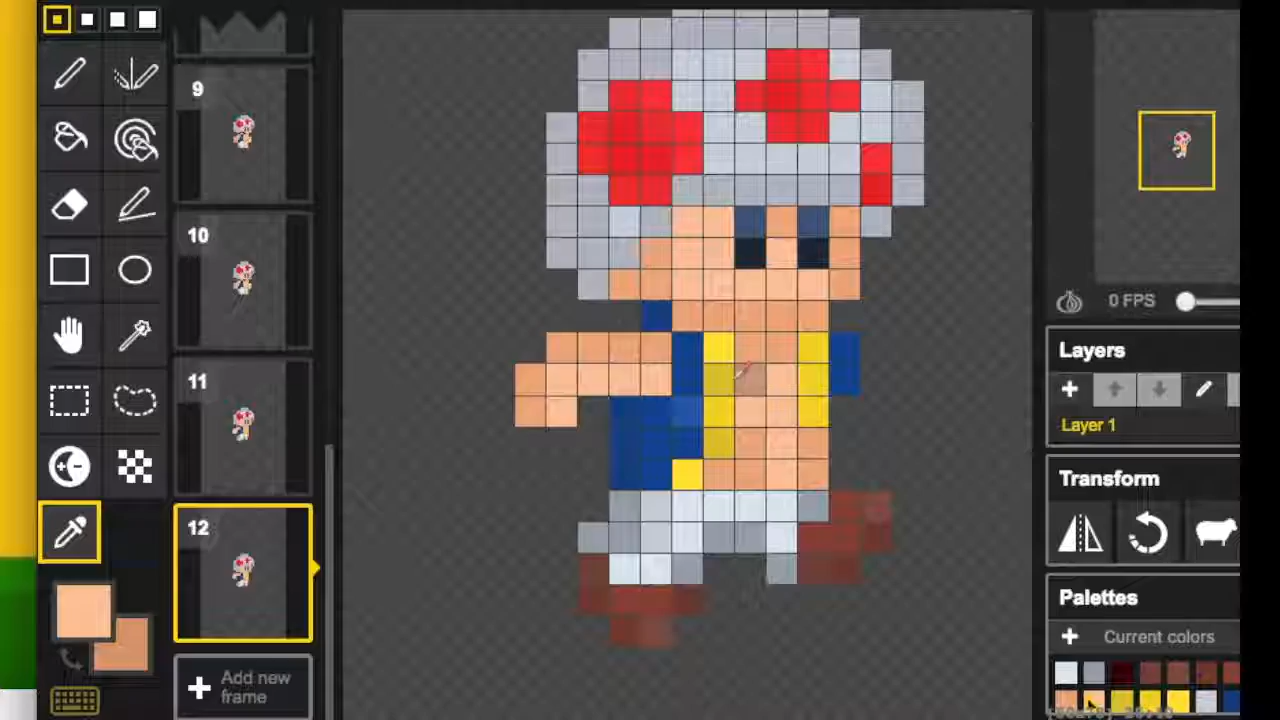 9
10
11
12
Add new
frame
0 FPS
Layers
Layer 1
Transform
Palettes
Current colors